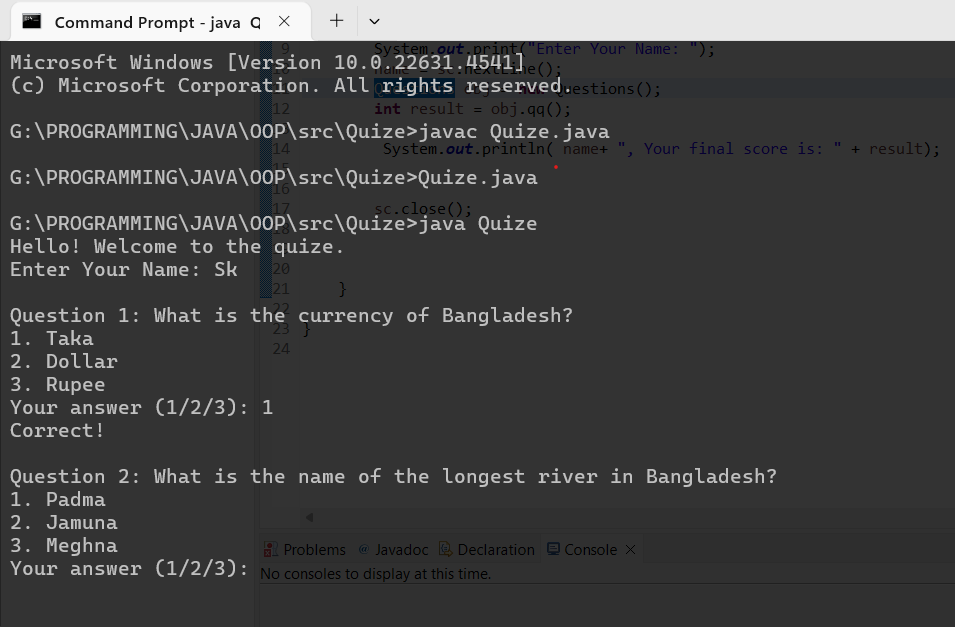 Command Prompt - java Q
Microsoft Windows [Version 10.0.22631.4541]
(c) Microsoft Corporation. All rights reserved.
G:\PROGRAMMING\JAVA\OOP\src\Quize>javac Quize.java
G:\PROGRAMMING\JAVA\OOP\src\Quize>Quize.java
G:\PROGRAMMING\JAVA\OOP\src\Quize>java Quize
Hello! Welcome to the quize.
Enter Your Name: Sk
Question 1: What is the currency of Bangladesh?
1. Taka
2. Dollar
3. Rupee
Your answer (1/2/3): 1
Correct!
Question 2: What is the name of the longest river in Bangladesh?
1. Padma
2. Jamuna
3. Meghna
Your answer (1/2/3):
9 System.out.print("Enter Your Name: ");
name = sc.nextLine();
Questions();
12 int result = obj.qq();
14 System.out.println( name+ ", Your final score is: " + result);
15
16
17 sc.close();
18
20
21 }
22
23 }
24
Problems @ Javadoc Declaration Console
No consoles to display at this time.